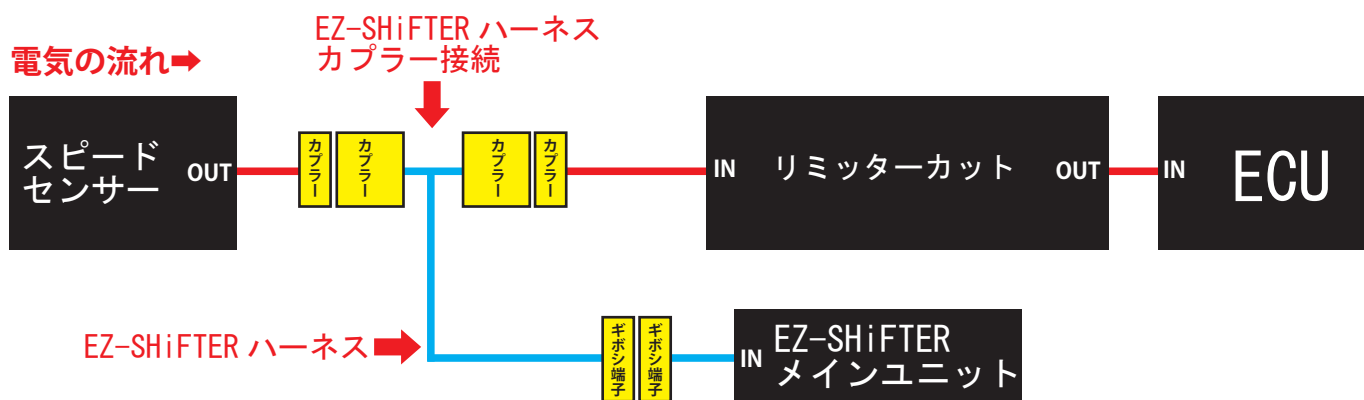 EZ-SHiFTER ハーネス
カプラー接続
電気の流れ➡
スピード
センサー
OUT
カプラー
カプラー
カプラー
カプラー
IN
リミッターカット
OUT
IN
ECU
EZ-SHiFTER ハーネス
ギボシ端子
ギボシ端子
IN
EZ-SHiFTER
メインユニット